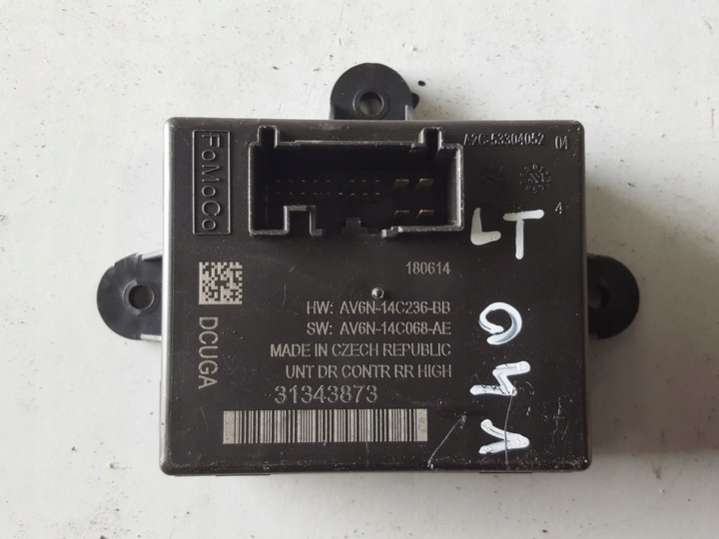 FoMoCo
A2C-53304052 04
4
LT
180614
HW: AV6N-14C236-BB
SW: AV6N-14C068-AE
MADE IN CZECH REPUBLIC
UNT DR CONTR RR HIGH
31343873
DCUGA